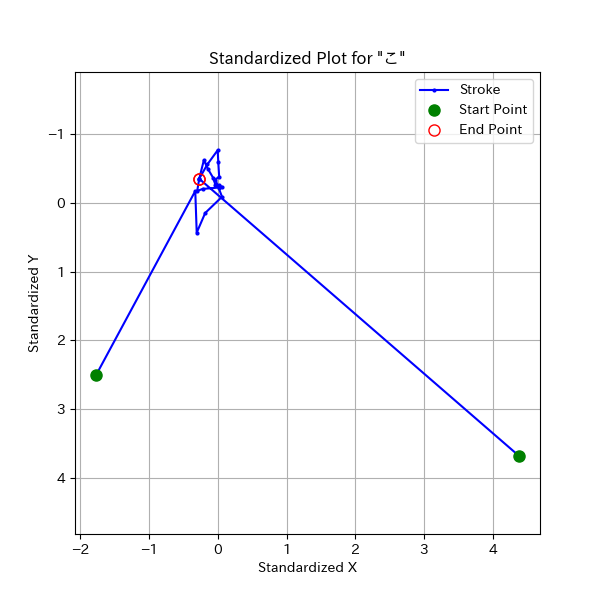 Standardized Plot for "こ"
Stroke
Start Point
End Point
−1
0
1
2
3
4
Standardized Y
−2 −1 0 1 2 3 4
Standardized X